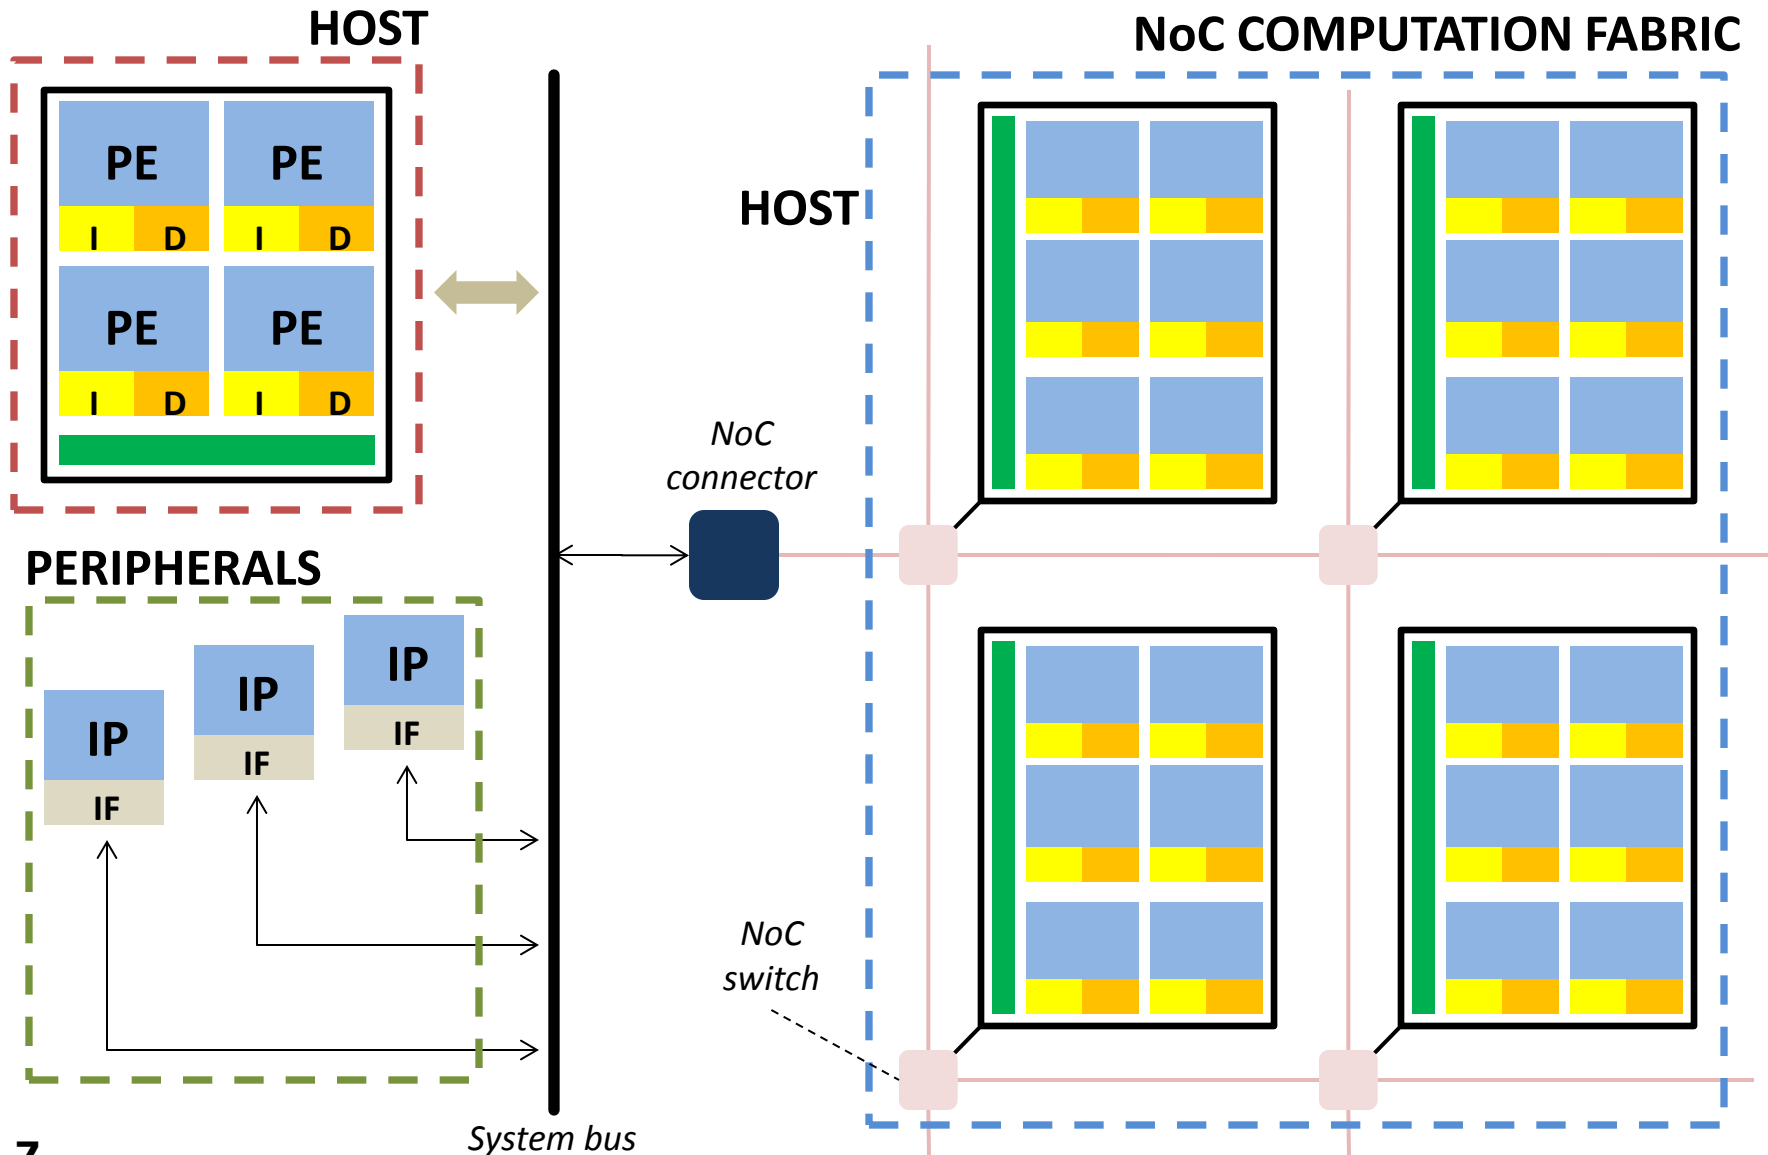 HOST
NoC COMPUTATION FABRIC
PE PE
I D I D
PE PE
I D I D
HOST
NoC
connector
PERIPHERALS
IP
IF
IP
IF
IP
IF
NoC
switch
System bus